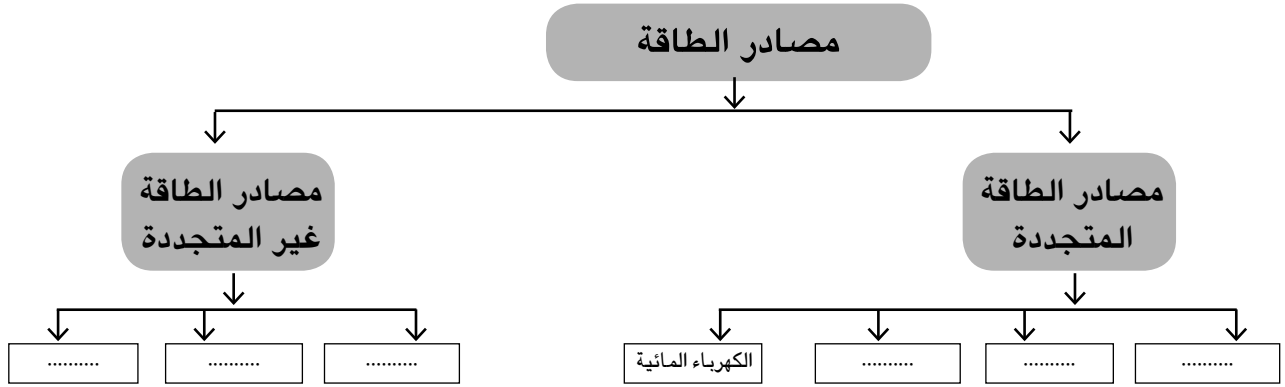 مصادر الطاقة
مصادر الطاقة
المتجددة
مصادر الطاقة
غير المتجددة
..........
..........
..........
الكهرباء المائية
..........
..........
..........